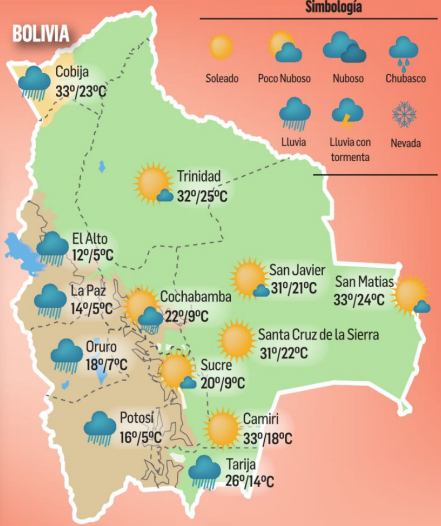 Simbología
BOLIVIA
Soleado
Poco Nuboso
Nuboso
Chubasco
Lluvia
Lluvia con
tormenta
Nevada
Cobija
33º/23ºC
Trinidad
32º/25ºC
El Alto
12º/5ºC
La Paz
14º/5ºC
Cochabamba
22º/9ºC
San Javier
31º/21ºC
San Matias
33º/24ºC
Oruro
18º/7ºC
Santa Cruz de la Sierra
31º/22ºC
Sucre
20º/9ºC
Potosí
16º/5ºC
Camiri
33º/18ºC
Tarija
26º/14ºC